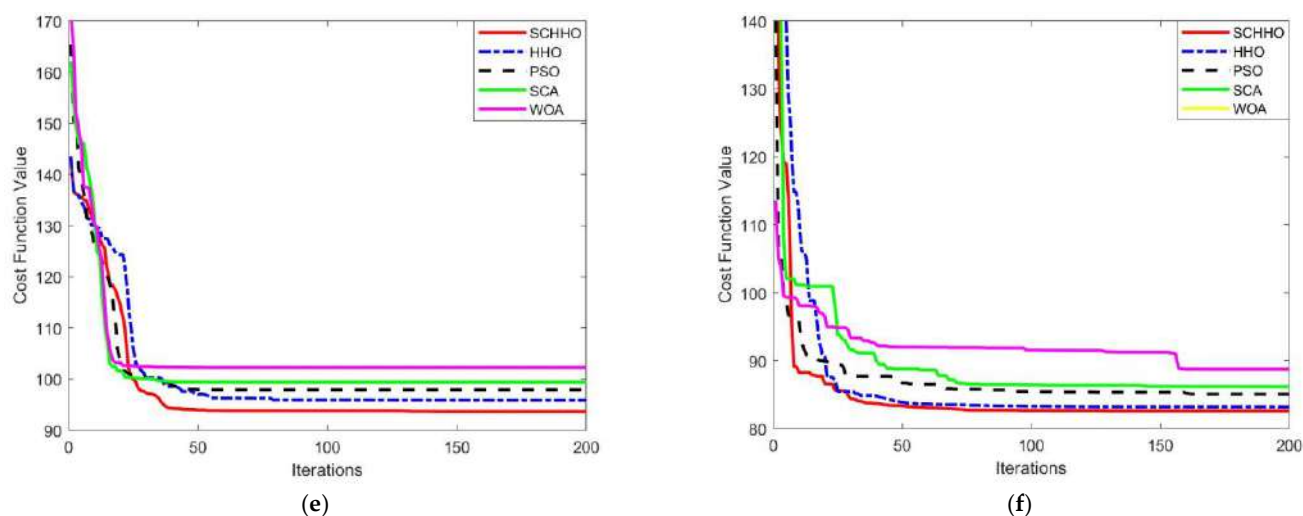 170
160
150
140
130
120
110
100
90
Cost Function Value
0
50
100
150
200
Iterations
SCHHO
HHO
PSO
SCA
WOA
(e)
140
130
120
110
100
90
80
Cost Function Value
0
50
100
150
200
Iterations
SCHHO
HHO
PSO
SCA
WOA
(f)